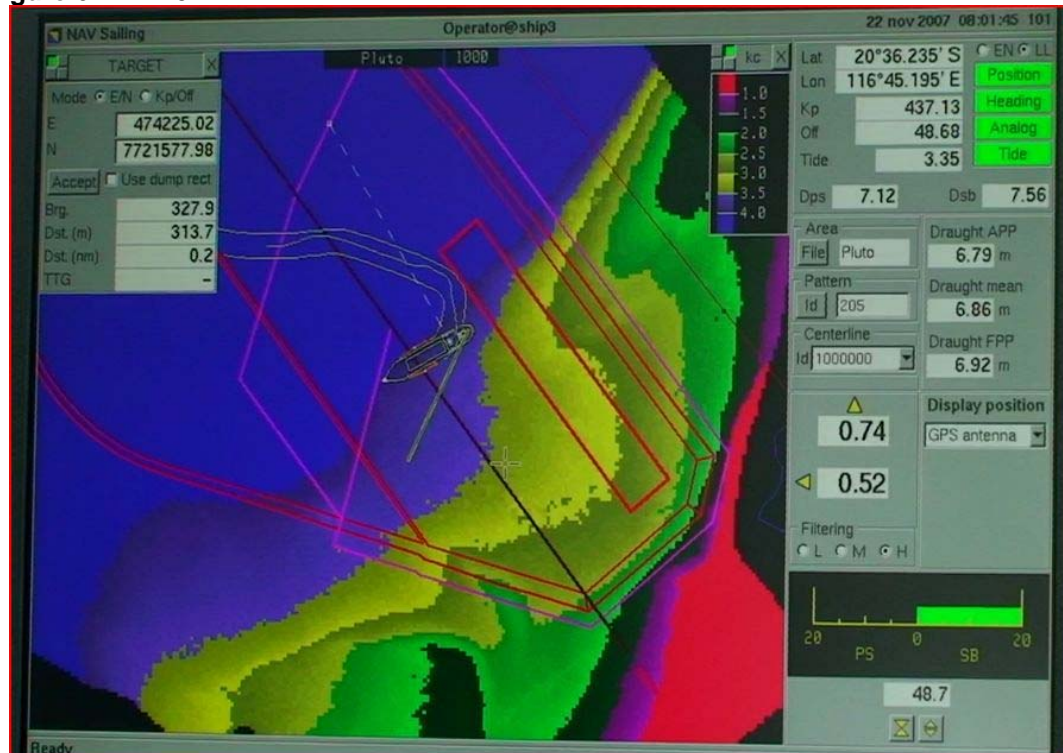 NAV Sailing
Operator@ship3
22 nov 2007 08:01:45 101
TARGET X
Mode E/N Kp/Off
E 474225.02
N 7721577.98
Accept Use dump rect
Brg. 327.9
Dst. (m) 313.7
Dst. (nm) 0.2
TTG -
Pluto 1000
kc X
1.0
1.5
2.0
2.5
3.0
3.5
4.0
Lat 20°36.235' S EN LL
Lon 116°45.195' E Position
Kp 437.13 Heading
Off 48.68 Analog
Tide 3.35 Tide
Dps 7.12 Dsb 7.56
Area
File Pluto
Pattern
Id 205
Centerline
Id 1000000
Draught APP
6.79 m
Draught mean
6.86 m
Draught FPP
6.92 m
0.74
0.52
Display position
GPS antenna
Filtering
L M H
20 0 20
PS SB
48.7
Ready